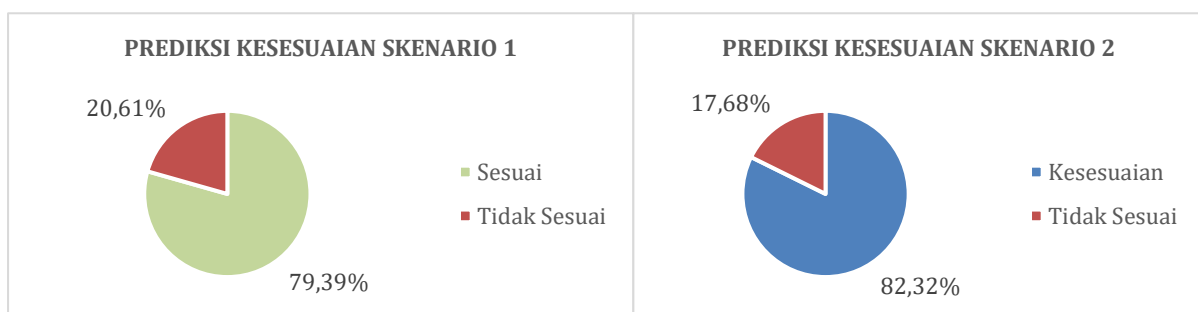 PREDIKSI KESESUAIAN SKENARIO 1
20,61%
Sesuai
Tidak Sesuai
79,39%
PREDIKSI KESESUAIAN SKENARIO 2
17,68%
Kesesuaian
Tidak Sesuai
82,32%